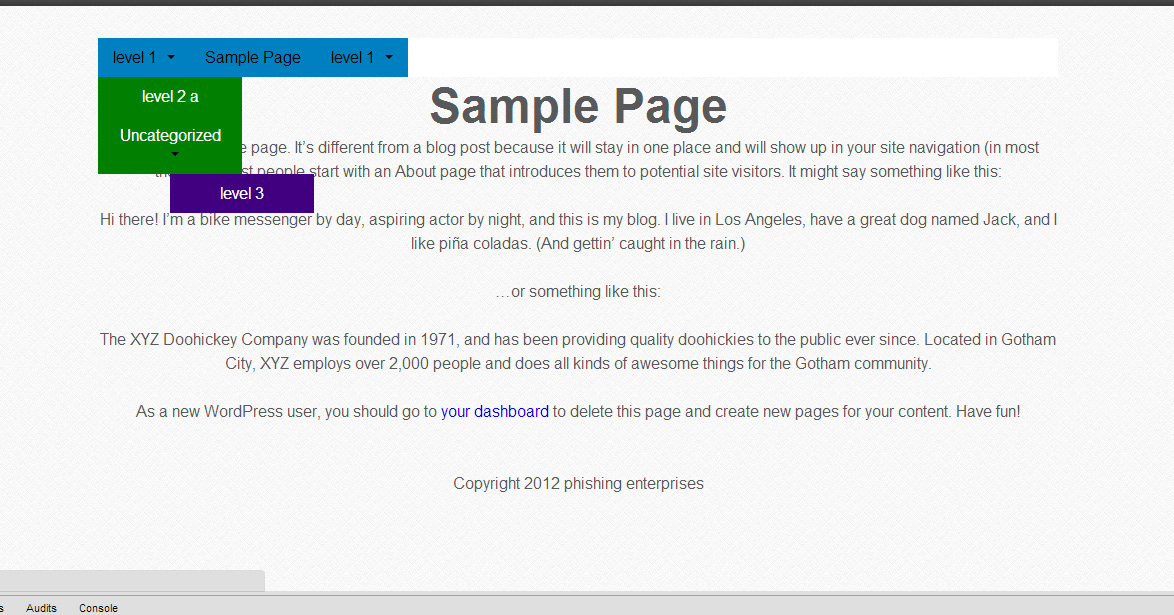 level 1 Sample Page level 1
level 2 a
Sample Page
Uncategorized
page. It’s different from a blog post because it will stay in one place and will show up in your site navigation (in most
people start with an About page that introduces them to potential site visitors. It might say something like this:
level 3
Hi there! I’m a bike messenger by day, aspiring actor by night, and this is my blog. I live in Los Angeles, have a great dog named Jack, and I
like piña coladas. (And gettin’ caught in the rain.)
…or something like this:
The XYZ Doohickey Company was founded in 1971, and has been providing quality doohickies to the public ever since. Located in Gotham
City, XYZ employs over 2,000 people and does all kinds of awesome things for the Gotham community.
As a new WordPress user, you should go to your dashboard to delete this page and create new pages for your content. Have fun!
Copyright 2012 phishing enterprises
Audits Console